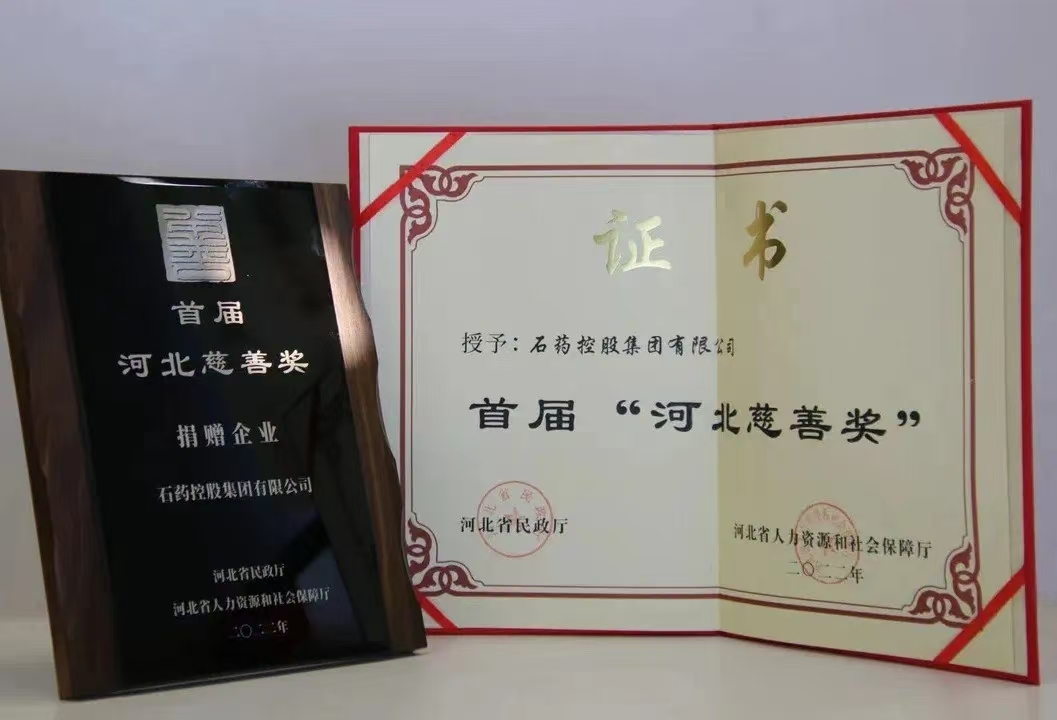 首届
河北慈善奖
捐赠企业
石药控股集团有限公司
河北省民政厅
河北省人力资源和社会保障厅
二〇二二年
证书
授予：石药控股集团有限公司
首届“河北慈善奖”
河北省民政厅
河北省人力资源和社会保障厅
二〇二二年